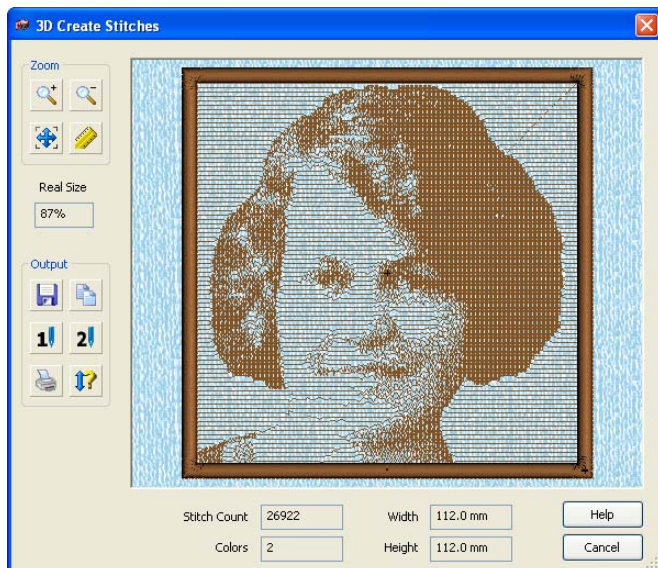 3D Create Stitches
Zoom
Real Size
87%
Output
1 2
?
Stitch Count 26922 Width 112.0 mm Help
Colors 2 Height 112.0 mm Cancel